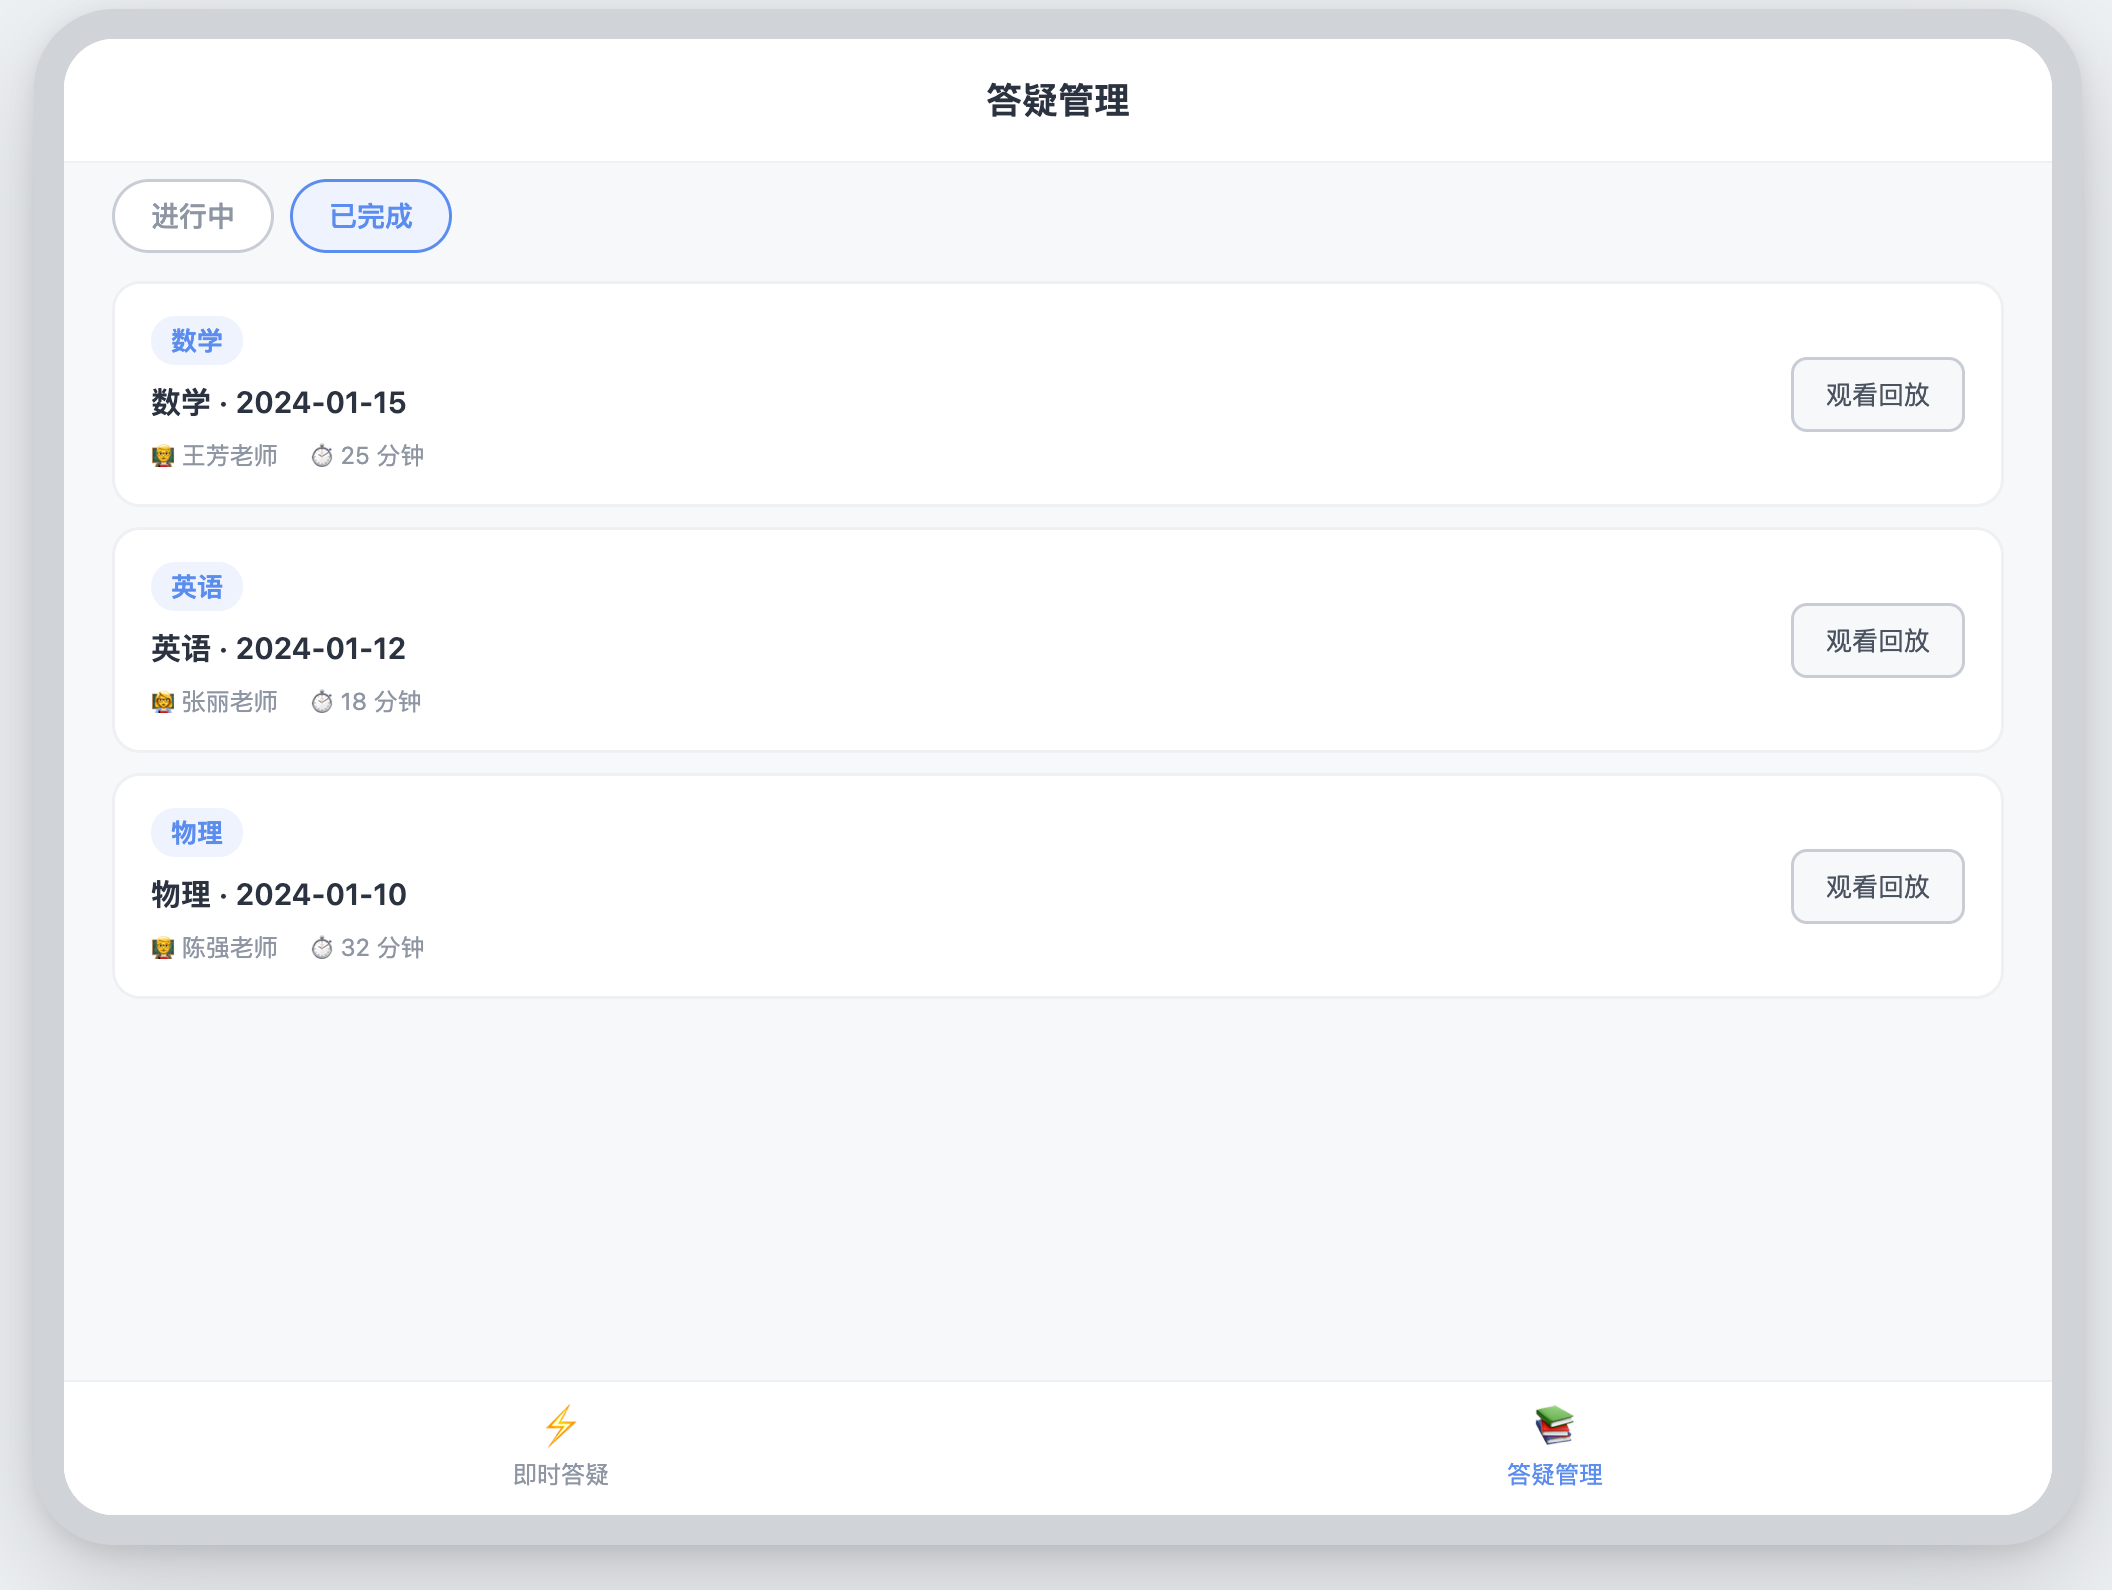 答疑管理
进行中
已完成
数学
数学 · 2024-01-15
王芳老师 25 分钟
观看回放
英语
英语 · 2024-01-12
张丽老师 18 分钟
观看回放
物理
物理 · 2024-01-10
陈强老师 32 分钟
观看回放
即时答疑
答疑管理